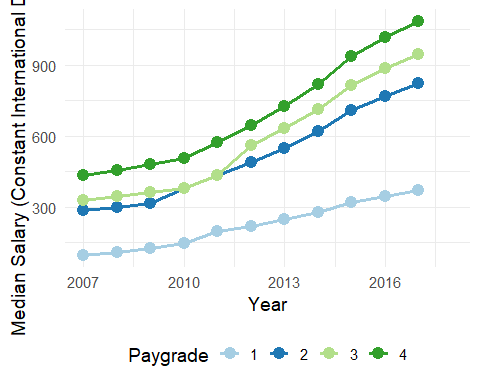 Median Salary (Constant International D
900
600
300
2007 2010 2013 2016
Year
Paygrade 1 2 3 4